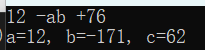 12 -ab +76
a=12, b=-171, c=62